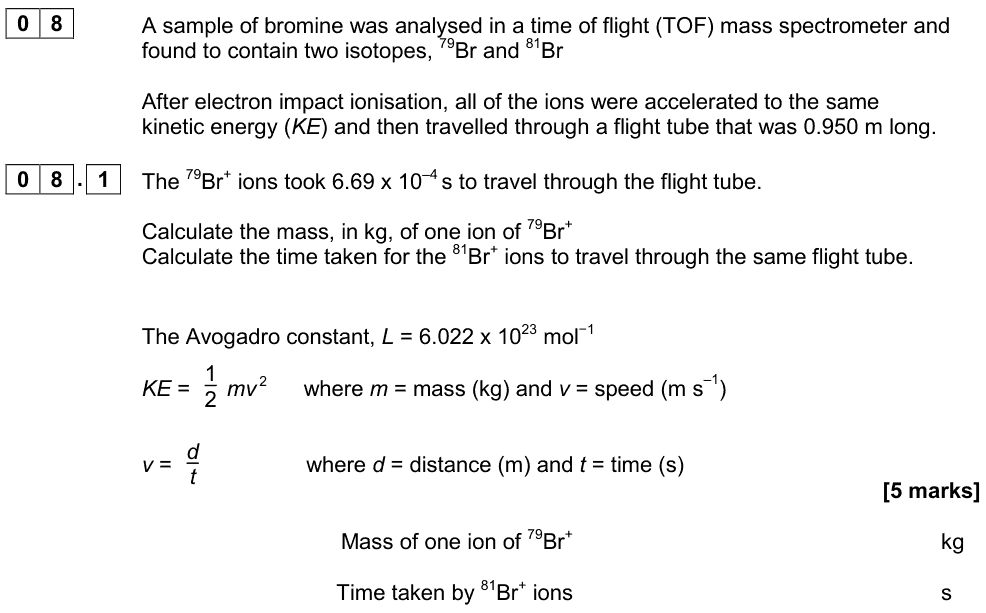 0 8 A sample of bromine was analysed in a time of flight (TOF) mass spectrometer and
found to contain two isotopes, ⁷⁹Br and ⁸¹Br
After electron impact ionisation, all of the ions were accelerated to the same
kinetic energy (KE) and then travelled through a flight tube that was 0.950 m long.
0 8 . 1 The ⁷⁹Br⁺ ions took 6.69 x 10⁻⁴ s to travel through the flight tube.
Calculate the mass, in kg, of one ion of ⁷⁹Br⁺
Calculate the time taken for the ⁸¹Br⁺ ions to travel through the same flight tube.
The Avogadro constant, L = 6.022 x 10²³ mol⁻¹
KE = 1/2 mv² where m = mass (kg) and v = speed (m s⁻¹)
v = d/t where d = distance (m) and t = time (s)
[5 marks]
Mass of one ion of ⁷⁹Br⁺ kg
Time taken by ⁸¹Br⁺ ions s